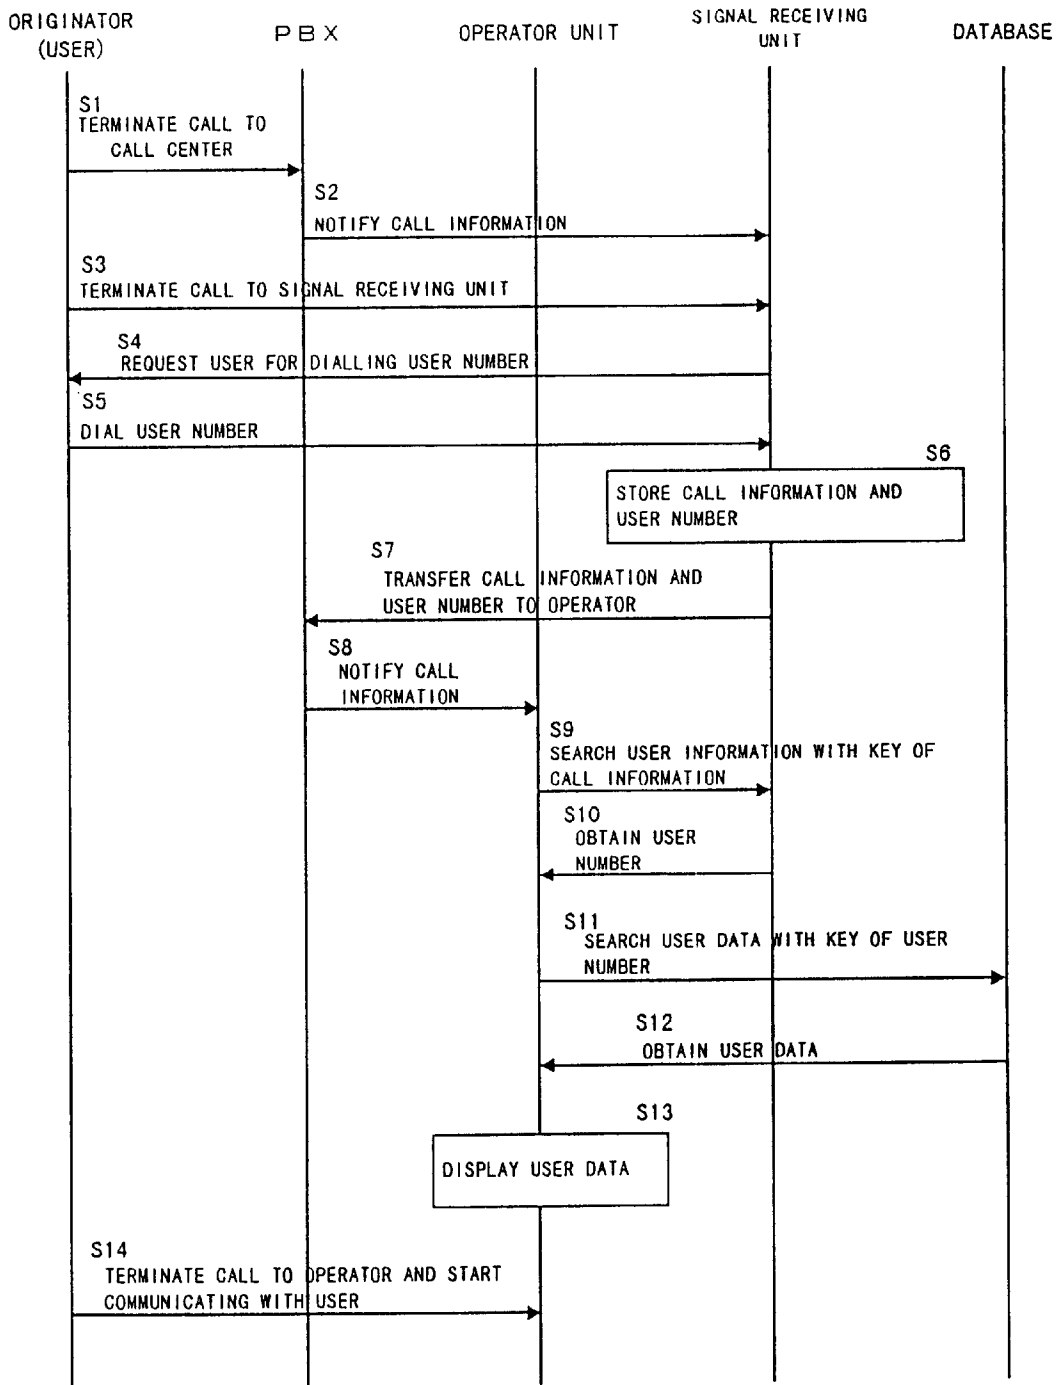 ORIGINATOR
(USER)
PBX
OPERATOR UNIT
SIGNAL RECEIVING
UNIT
DATABASE
S1
TERMINATE CALL TO
CALL CENTER
S2
NOTIFY CALL INFORMATION
S3
TERMINATE CALL TO SIGNAL RECEIVING UNIT
S4
REQUEST USER FOR DIALLING USER NUMBER
S5
DIAL USER NUMBER
S6
STORE CALL INFORMATION AND
USER NUMBER
S7
TRANSFER CALL INFORMATION AND
USER NUMBER TO OPERATOR
S8
NOTIFY CALL
INFORMATION
S9
SEARCH USER INFORMATION WITH KEY OF
CALL INFORMATION
S10
OBTAIN USER
NUMBER
S11
SEARCH USER DATA WITH KEY OF USER
NUMBER
S12
OBTAIN USER DATA
S13
DISPLAY USER DATA
S14
TERMINATE CALL TO OPERATOR AND START
COMMUNICATING WITH USER